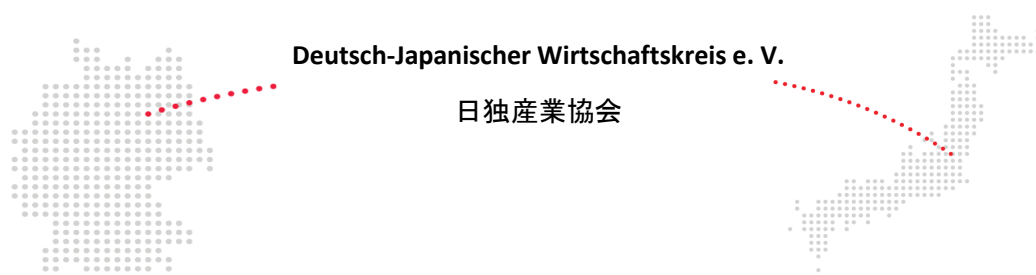 Deutsch-Japanischer Wirtschaftskreis e. V.
日独産業協会